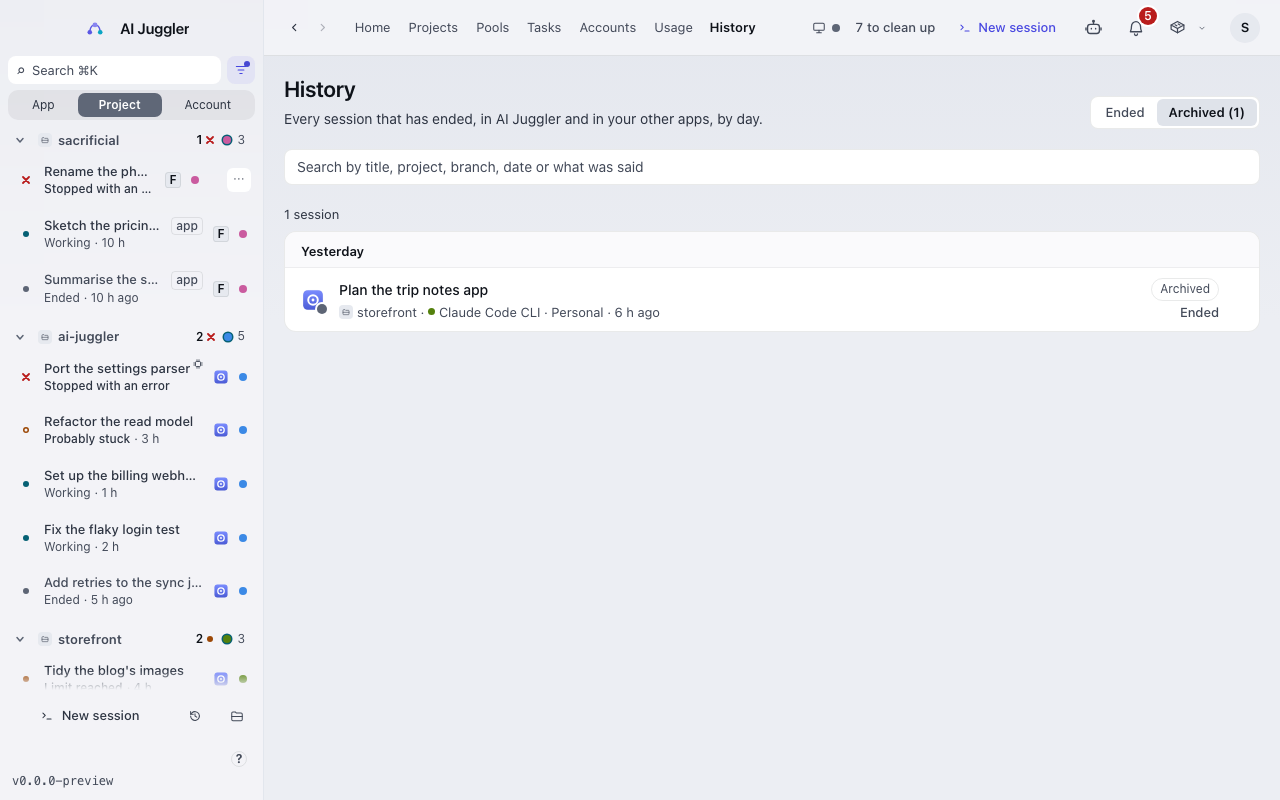 AI Juggler
Search ⌘K
App
Project
Account
sacrificial
1
3
Rename the ph...
Stopped with an ...
F
Sketch the pricin...
app
Working · 10 h
F
Summarise the s...
app
Ended · 10 h ago
F
ai-juggler
2
5
Port the settings parser
Stopped with an error
Refactor the read model
Probably stuck · 3 h
Set up the billing webh...
Working · 1 h
Fix the flaky login test
Working · 2 h
Add retries to the sync j...
Ended · 5 h ago
storefront
2
3
Tidy the blog's images
Limit reached · 4 h
New session
?
v0.0.0-preview
Home
Projects
Pools
Tasks
Accounts
Usage
History
7 to clean up
New session
5
S
History
Every session that has ended, in AI Juggler and in your other apps, by day.
Ended
Archived (1)
Search by title, project, branch, date or what was said
1 session
Yesterday
Plan the trip notes app
Archived
storefront · Claude Code CLI · Personal · 6 h ago
Ended